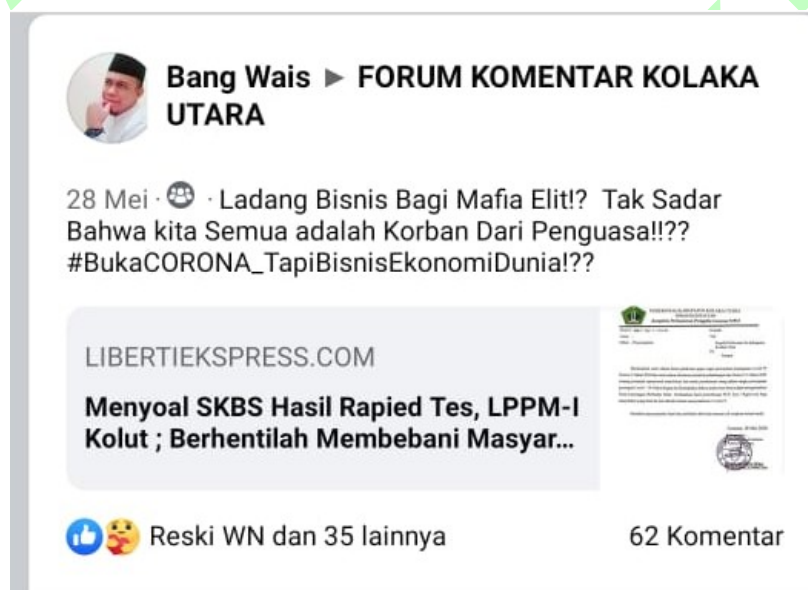 Bang Wais ▶ FORUM KOMENTAR KOLAKA
UTARA
28 Mei · · Ladang Bisnis Bagi Mafia Elit!? Tak Sadar
Bahwa kita Semua adalah Korban Dari Penguasa!!??
#BukaCORONA_TapiBisnisEkonomiDunia!??
LIBERTIEKSPRESS.COM
Menyoal SKBS Hasil Rapied Tes, LPPM-I
Kolut ; Berhentilah Membebani Masyar...
Reski WN dan 35 lainnya
62 Komentar